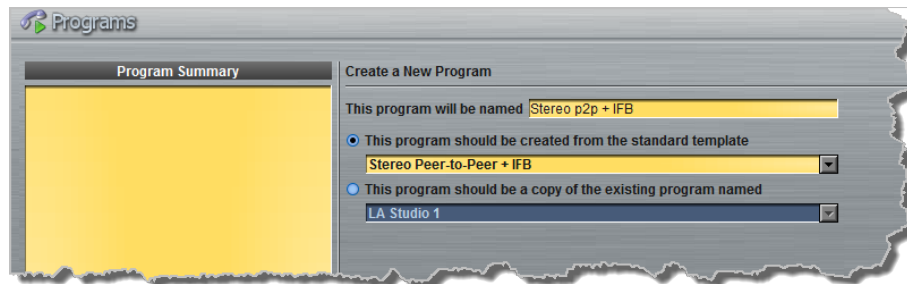 Programs
Program Summary
Create a New Program
This program will be named Stereo p2p + IFB
This program should be created from the standard template
Stereo Peer-to-Peer + IFB
This program should be a copy of the existing program named
LA Studio 1